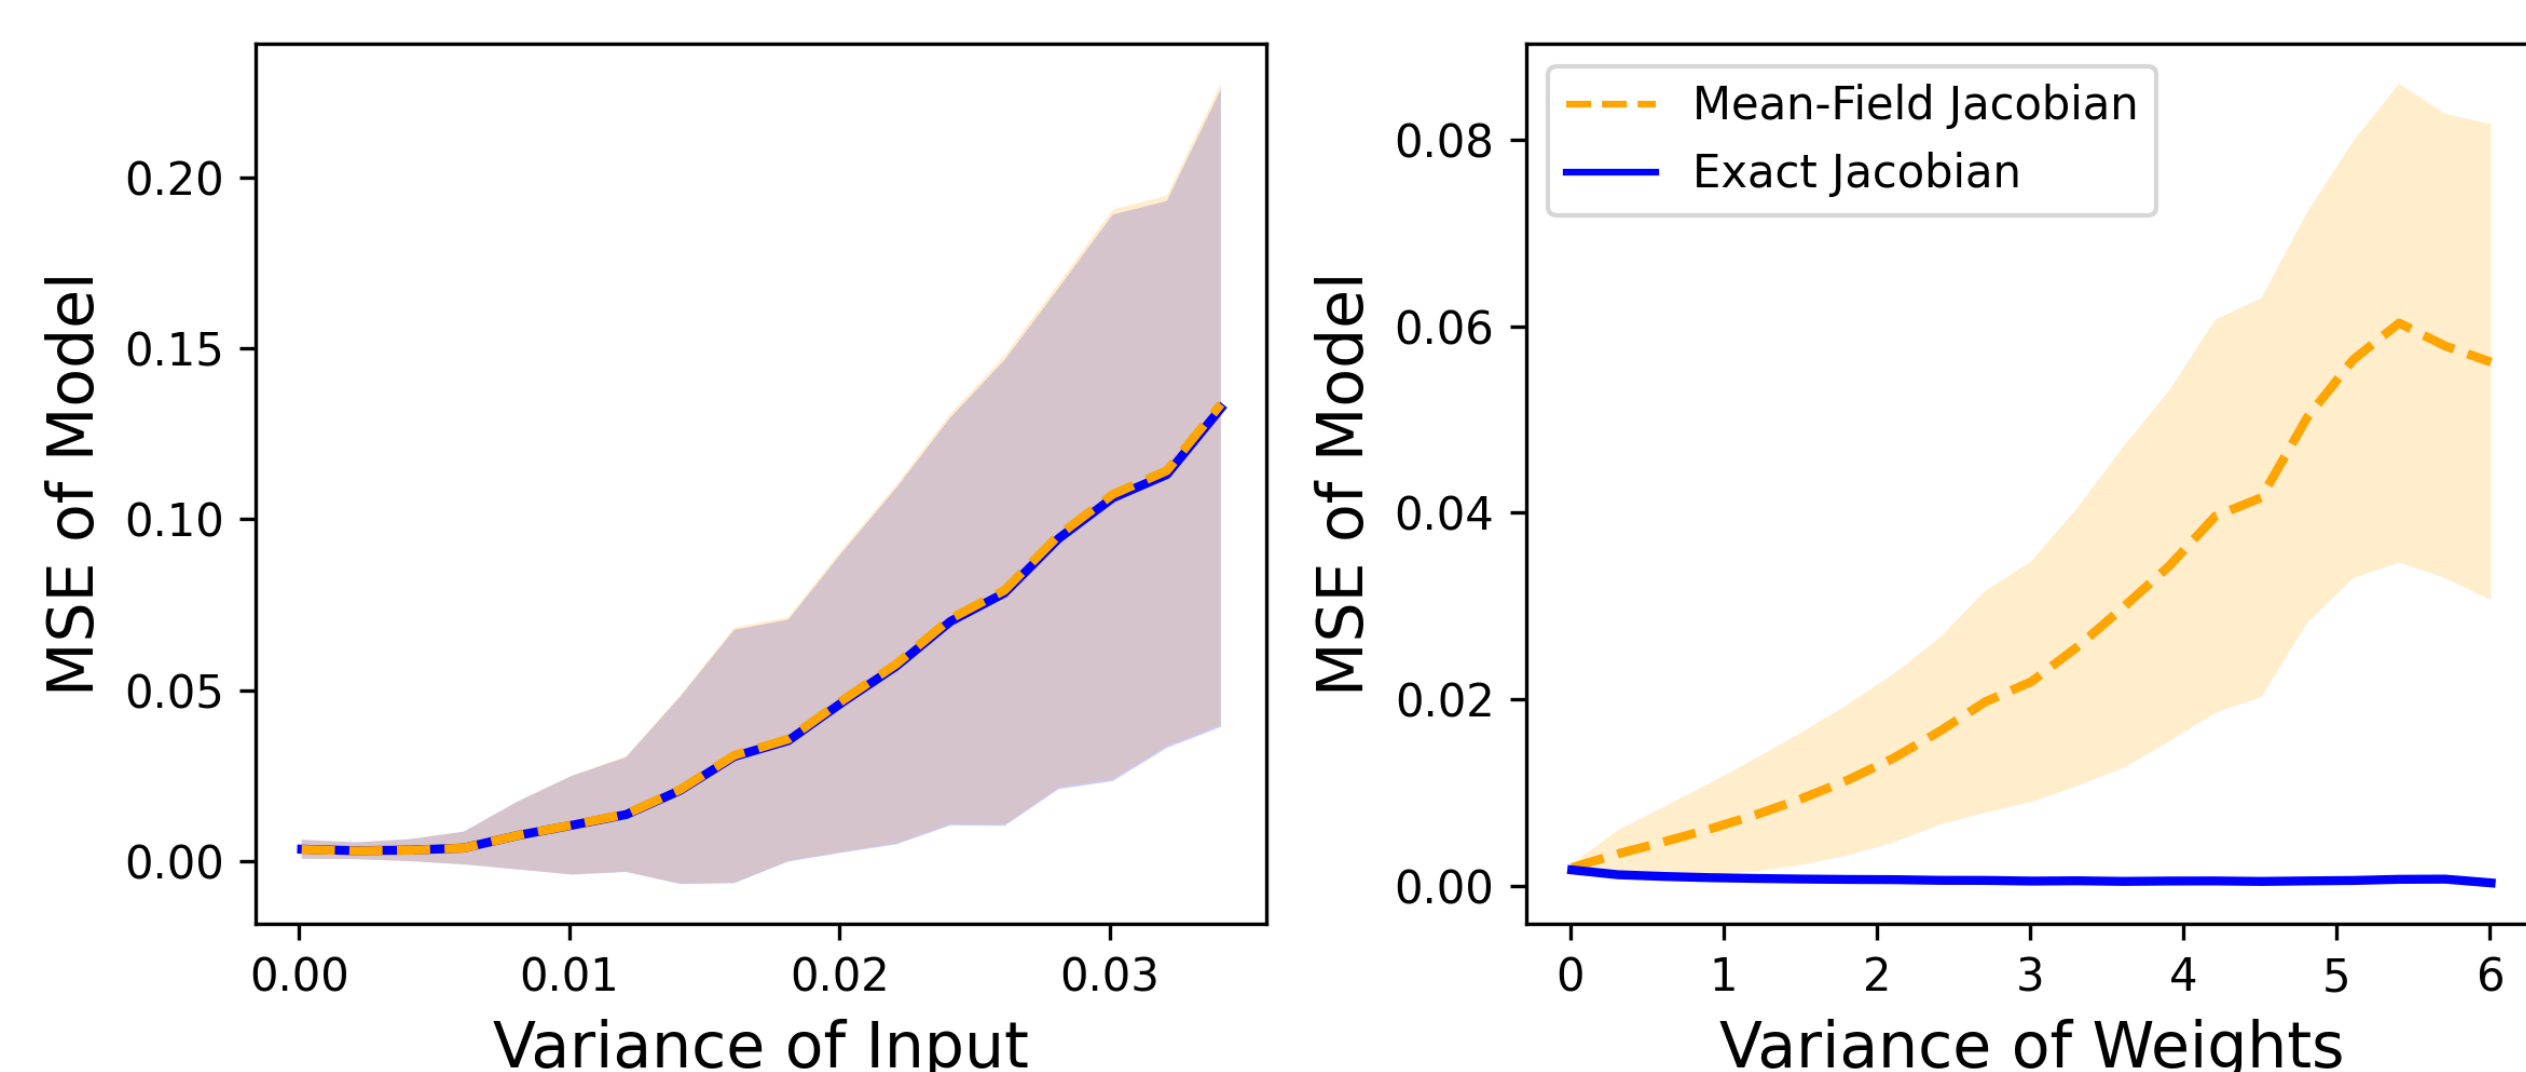 MSE of Model
0.20
0.15
0.10
0.05
0.00
0.00 0.01 0.02 0.03
Variance of Input
MSE of Model
0.08
0.06
0.04
0.02
0.00
Mean-Field Jacobian
Exact Jacobian
0 1 2 3 4 5 6
Variance of Weights